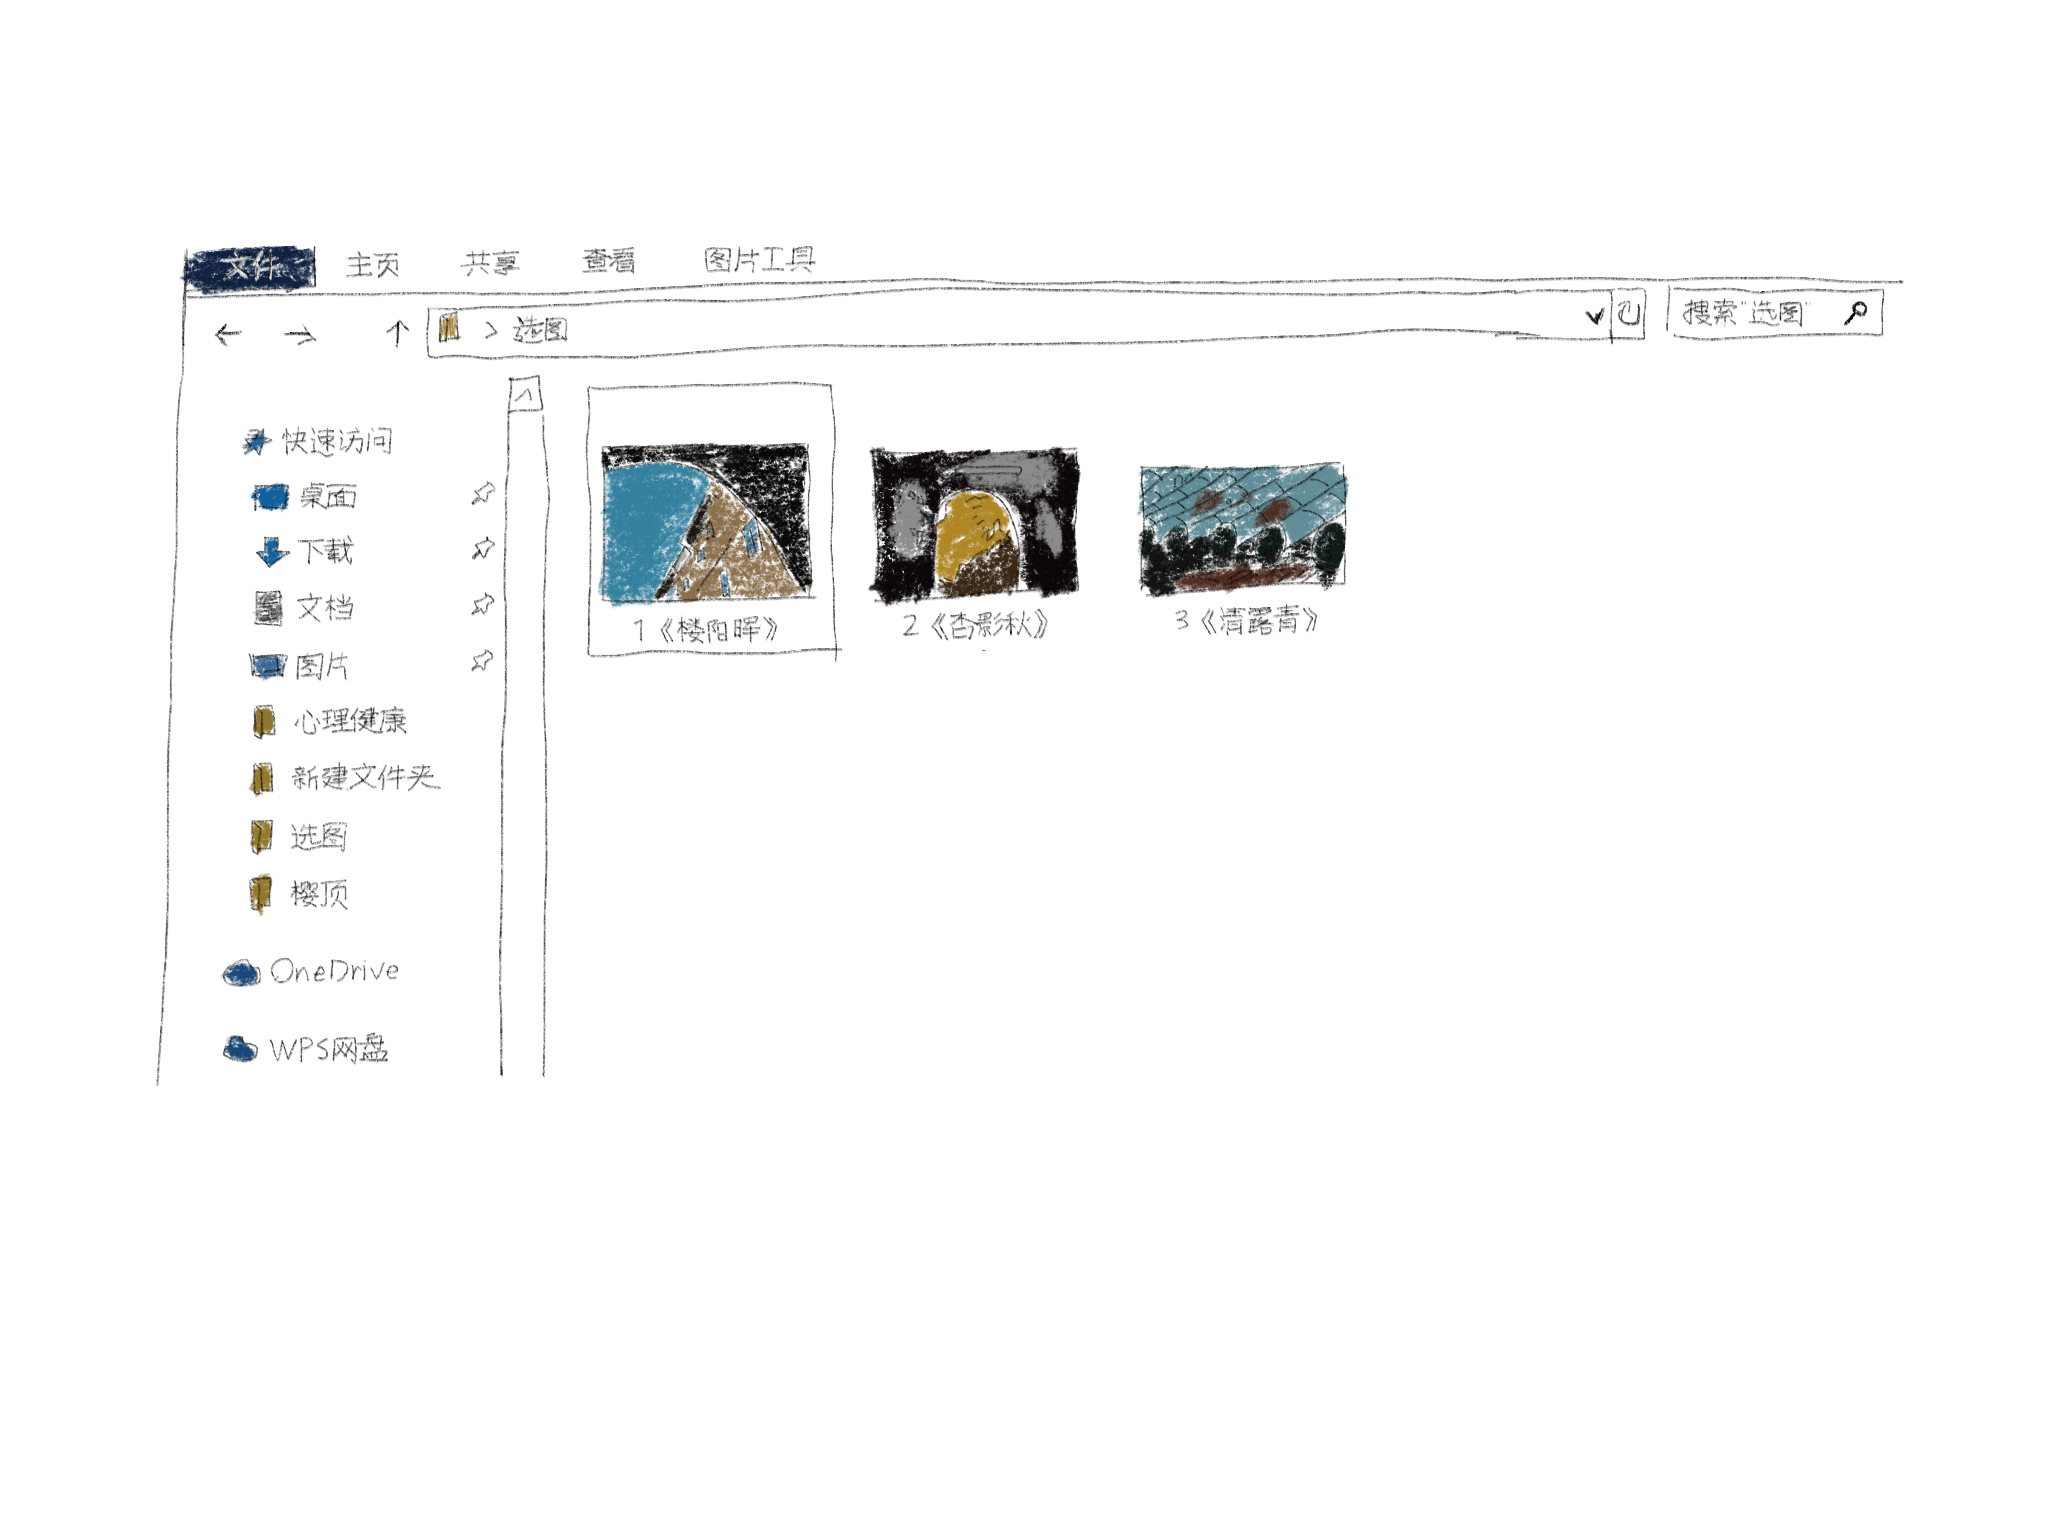 文件 主页 共享 查看 图片工具
选图
搜索"选图"
快速访问
桌面
下载
文档
图片
心理健康
新建文件夹
选图
樱顶
OneDrive
WPS网盘
1《楼阳晖》
2《杏影秋》
3《清露青》